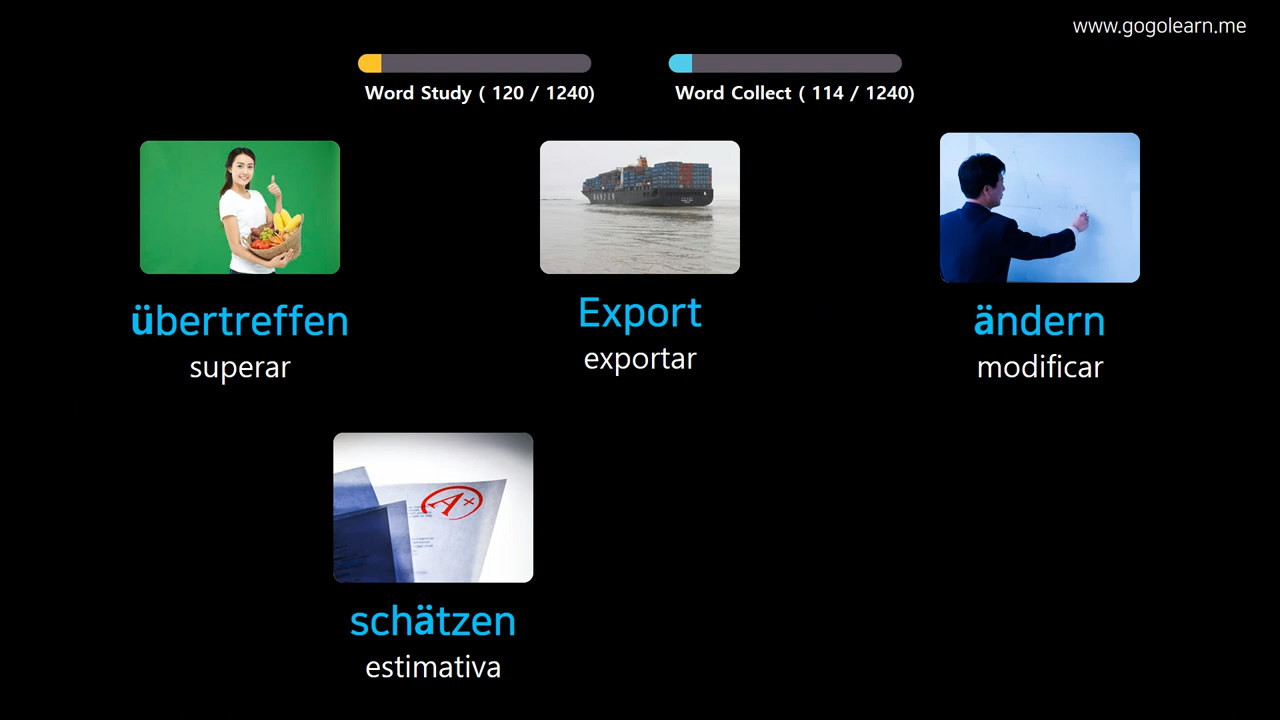 www.gogolearn.me
Word Study ( 120 / 1240)
Word Collect ( 114 / 1240)
übertreffen
superar
Export
exportar
ändern
modificar
A+
schätzen
estimativa